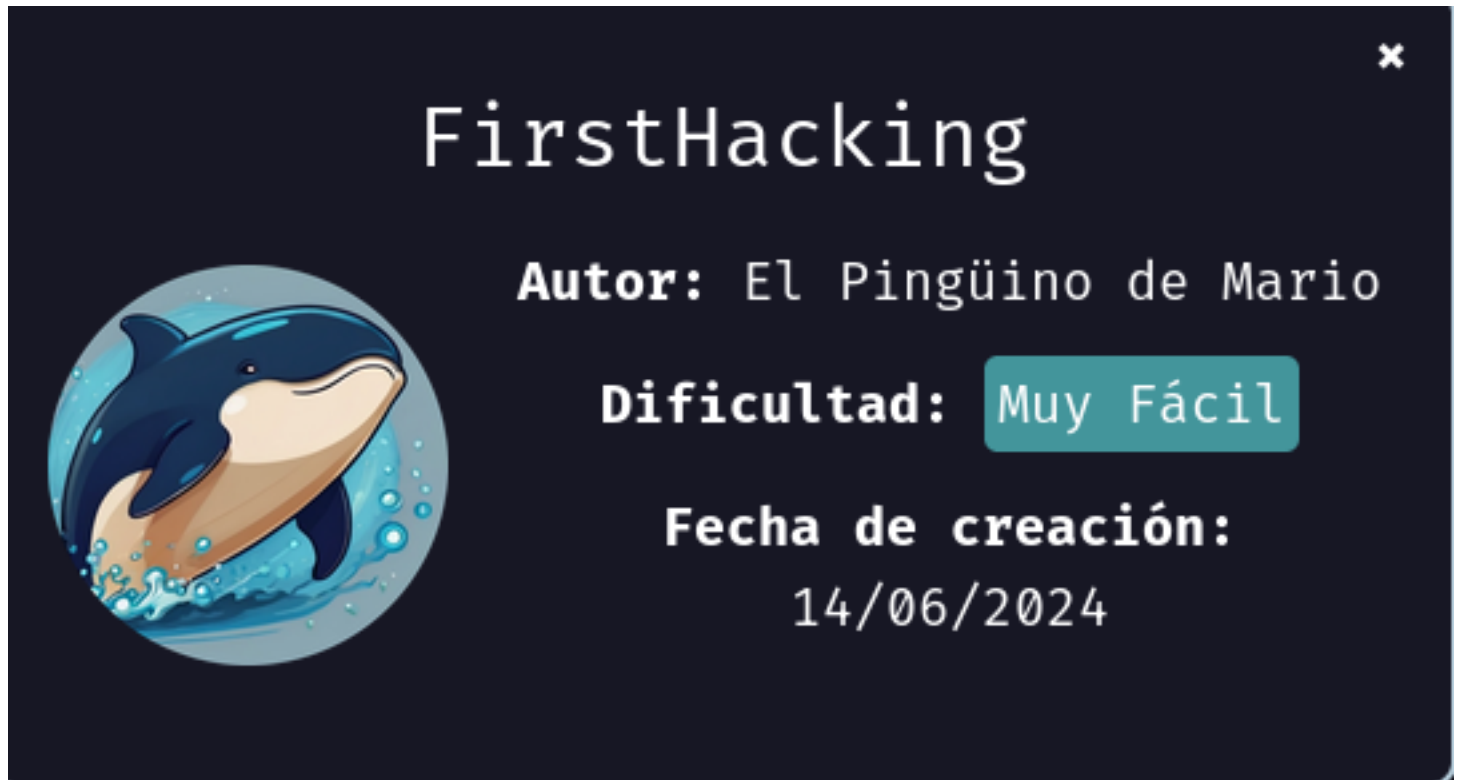 FirstHacking
Autor: El Pingüino de Mario
Dificultad: Muy Fácil
Fecha de creación:
14/06/2024